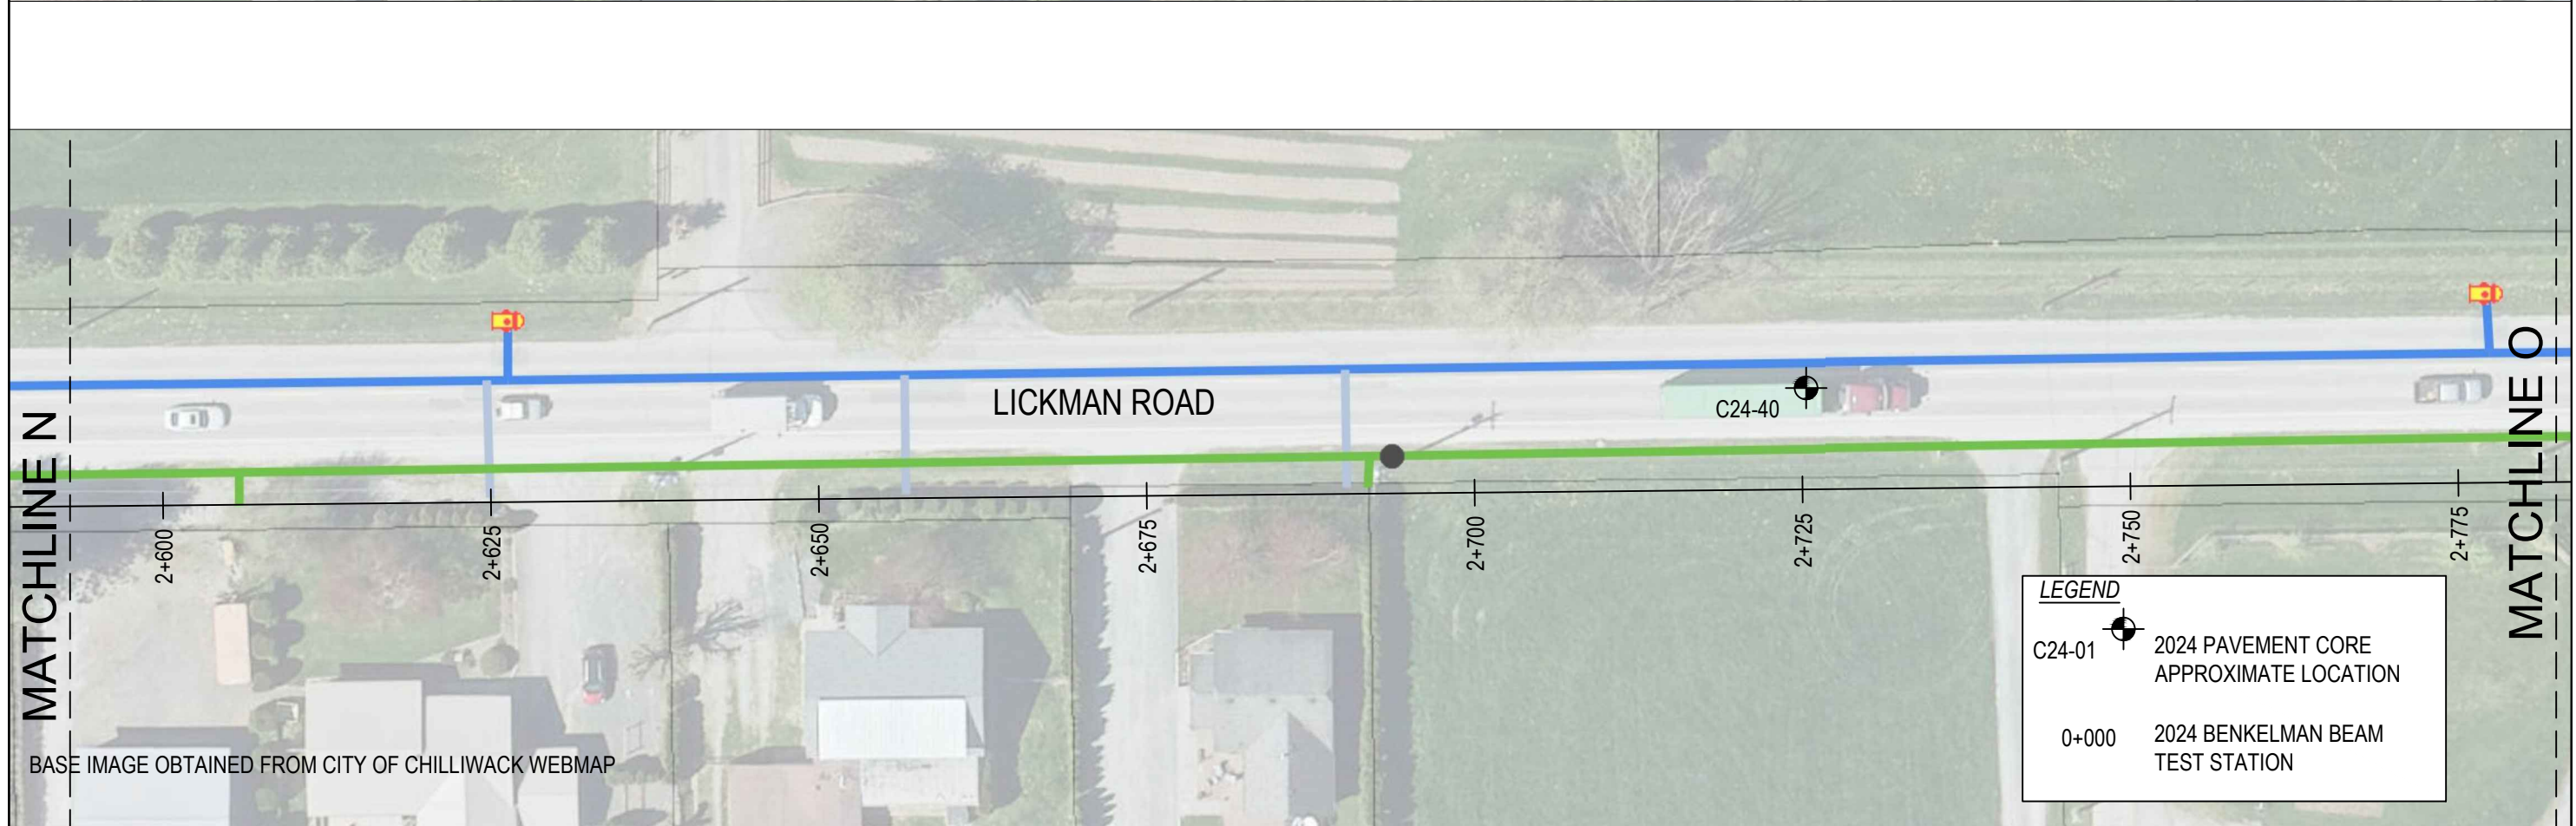 LICKMAN ROAD
C24-40
MATCHLINE N
MATCHLINE O
2+600
2+625
2+650
2+675
2+700
2+725
2+750
2+775
LEGEND
C24-01
2024 PAVEMENT CORE
APPROXIMATE LOCATION
0+000
2024 BENKELMAN BEAM
TEST STATION
BASE IMAGE OBTAINED FROM CITY OF CHILLIWACK WEBMAP